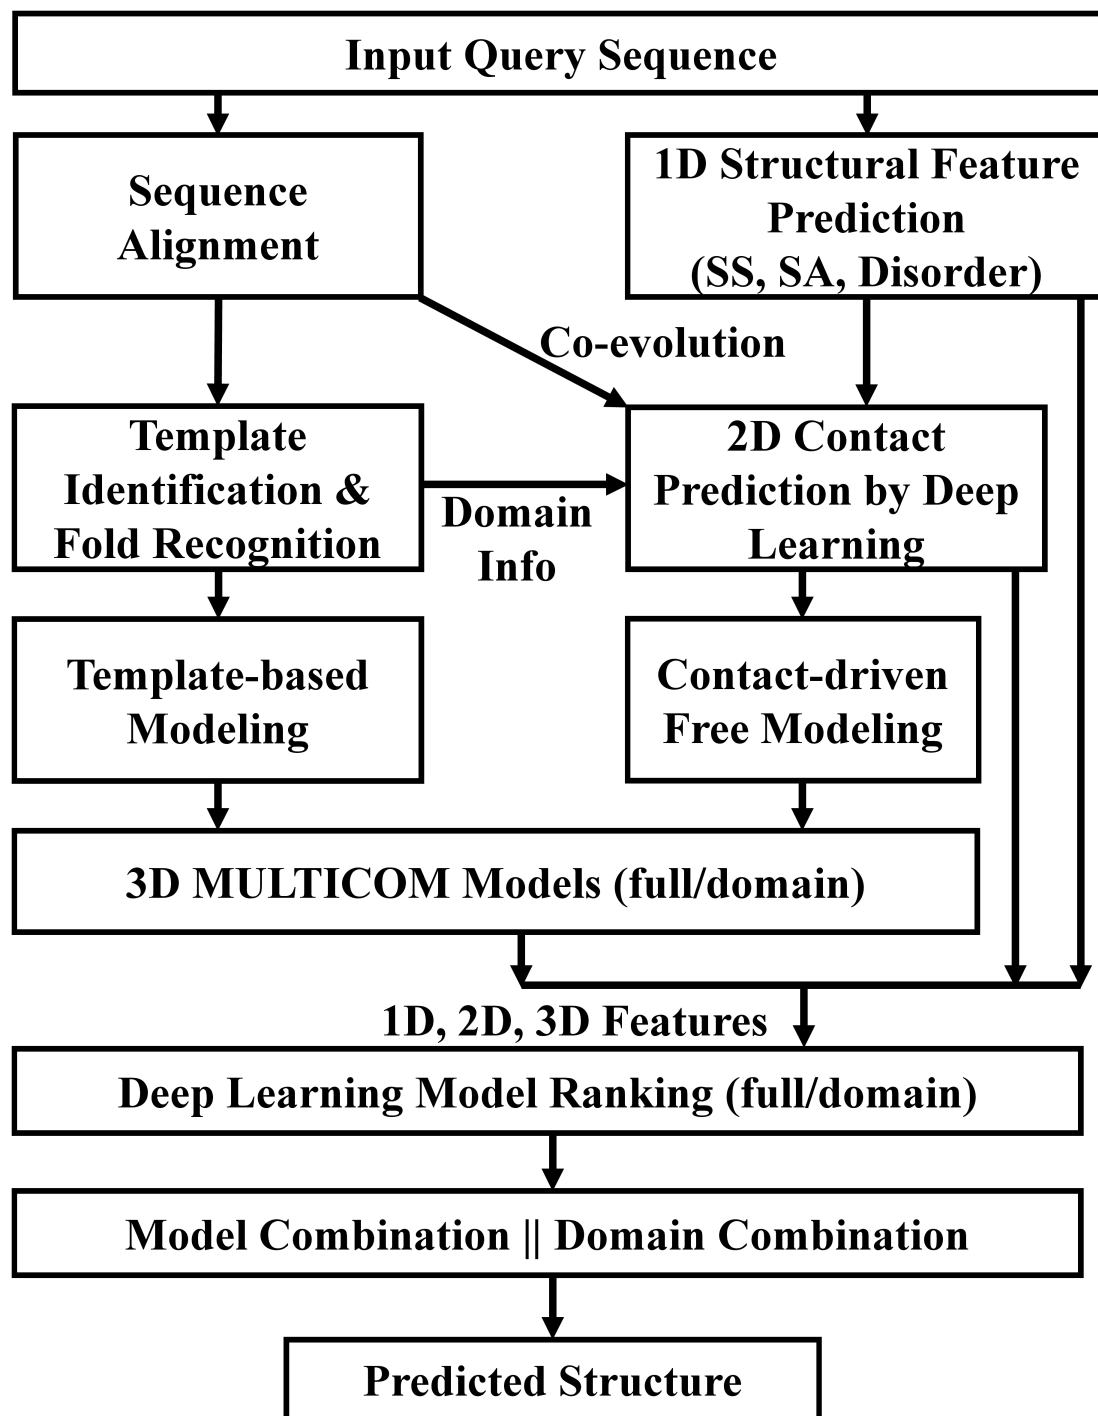 Input Query Sequence
Sequence
Alignment
1D Structural Feature
Prediction
(SS, SA, Disorder)
Co-evolution
Template
Identification &
Fold Recognition
Domain
Info
2D Contact
Prediction by Deep
Learning
Template-based
Modeling
Contact-driven
Free Modeling
3D MULTICOM Models (full/domain)
1D, 2D, 3D Features
Deep Learning Model Ranking (full/domain)
Model Combination || Domain Combination
Predicted Structure